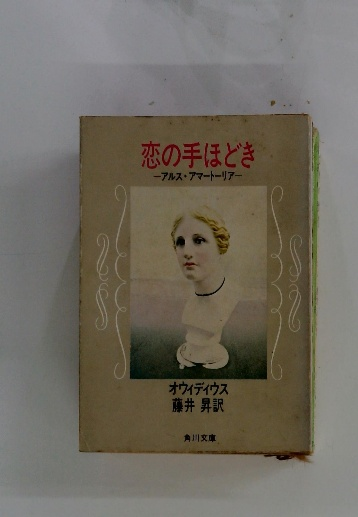 恋の手ほどき
―アルス・アマートーリア―
オウィディウス
藤井 昇訳
角川文庫